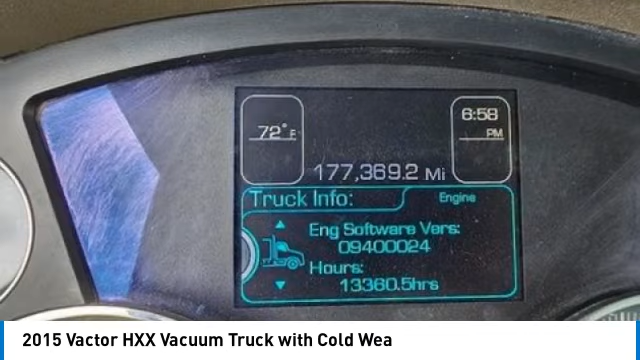 72°F
6:58
PM
177,369.2 Mi
Truck Info:
Engine
Eng Software Vers:
09400024
Hours:
13360.5hrs
2015 Vactor HXX Vacuum Truck with Cold Wea